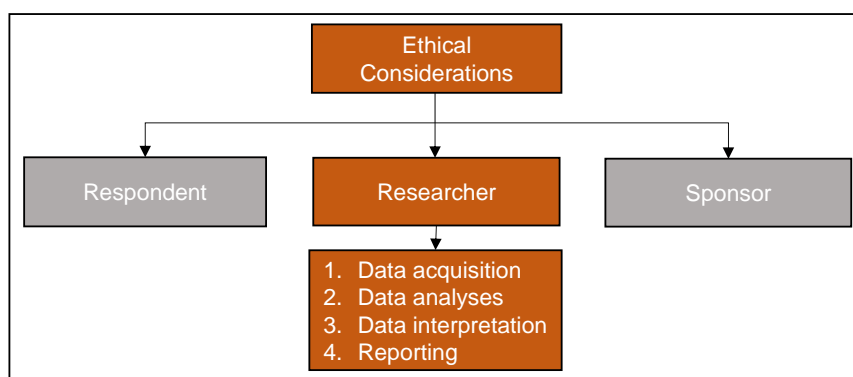 Ethical
Considerations
Respondent
Researcher
Sponsor
1. Data acquisition
2. Data analyses
3. Data interpretation
4. Reporting